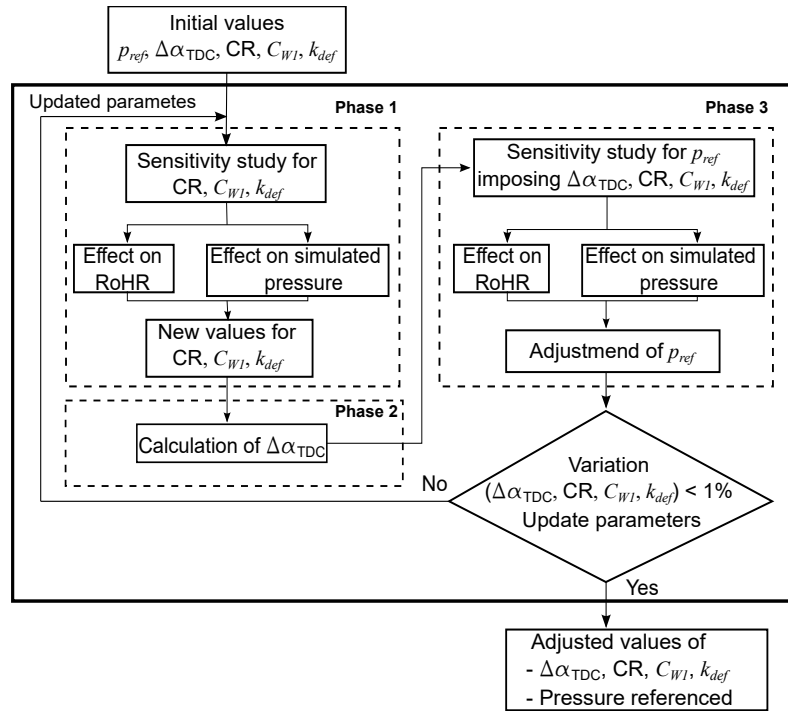 Initial values
p_ref, Δα_TDC, CR, C_W1, k_def
Updated parametes
Phase 1
Sensitivity study for
CR, C_W1, k_def
Effect on
RoHR
Effect on simulated
pressure
New values for
CR, C_W1, k_def
Phase 2
Calculation of Δα_TDC
Phase 3
Sensitivity study for p_ref
imposing Δα_TDC, CR, C_W1, k_def
Effect on
RoHR
Effect on simulated
pressure
Adjustmend of p_ref
Variation
(Δα_TDC, CR, C_W1, k_def) < 1%
Update parameters
No
Yes
Adjusted values of
- Δα_TDC, CR, C_W1, k_def
- Pressure referenced